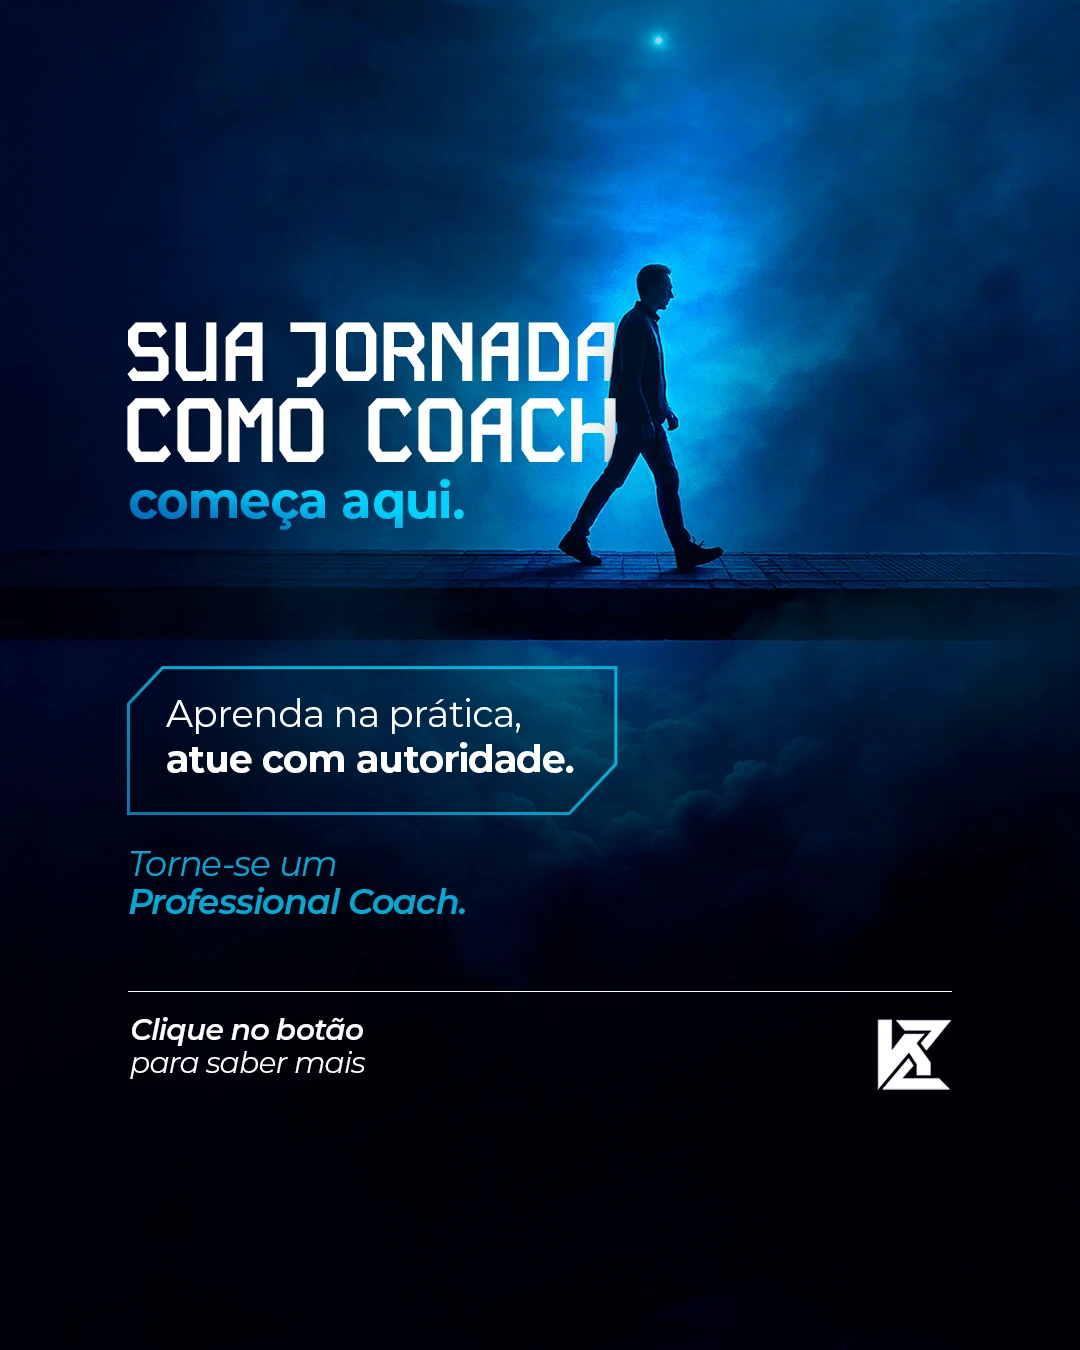 SUA JORNADA
COMO COACH
começa aqui.
Aprenda na prática,
atue com autoridade.
Torne-se um
Professional Coach.
Clique no botão
para saber mais